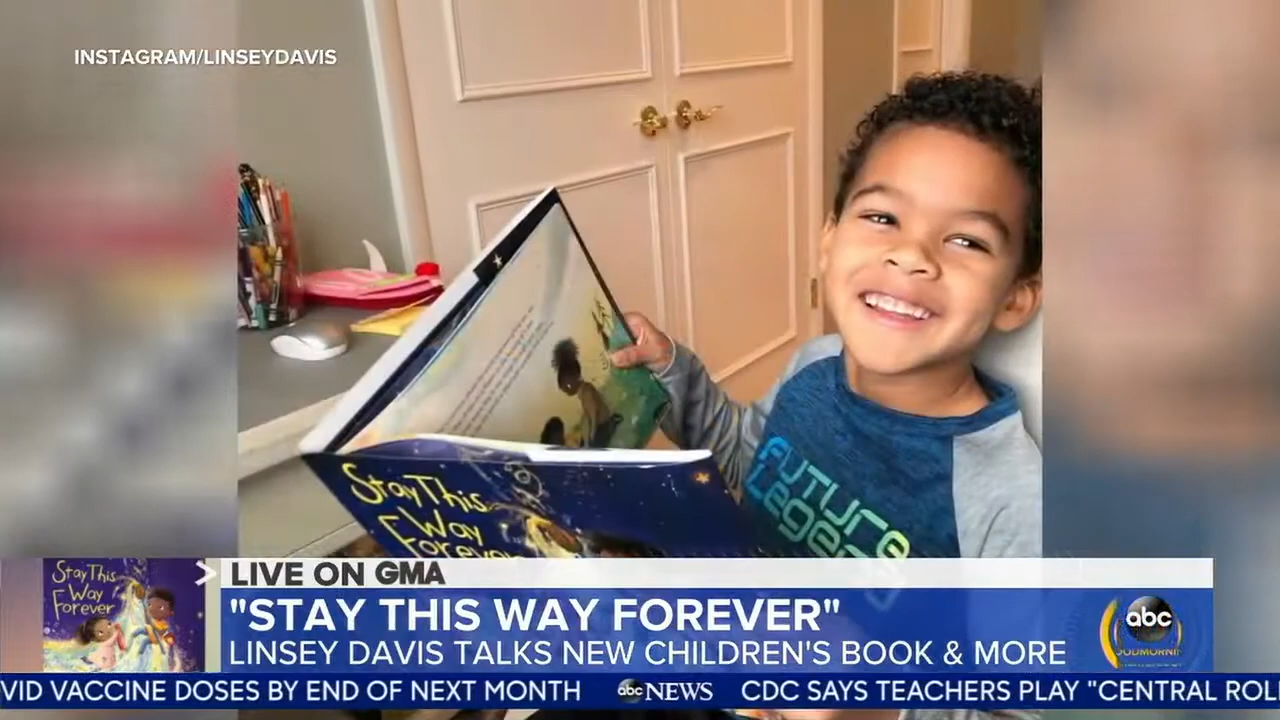 INSTAGRAM/LINSEYDAVIS
Stay This
Way
Forever
FUTURE
Stay This
Way
Forever
LIVE ON GMA
"STAY THIS WAY FOREVER"
LINSEY DAVIS TALKS NEW CHILDREN'S BOOK & MORE
abc
VID VACCINE DOSES BY END OF NEXT MONTH abc NEWS CDC SAYS TEACHERS PLAY "CENTRAL ROL